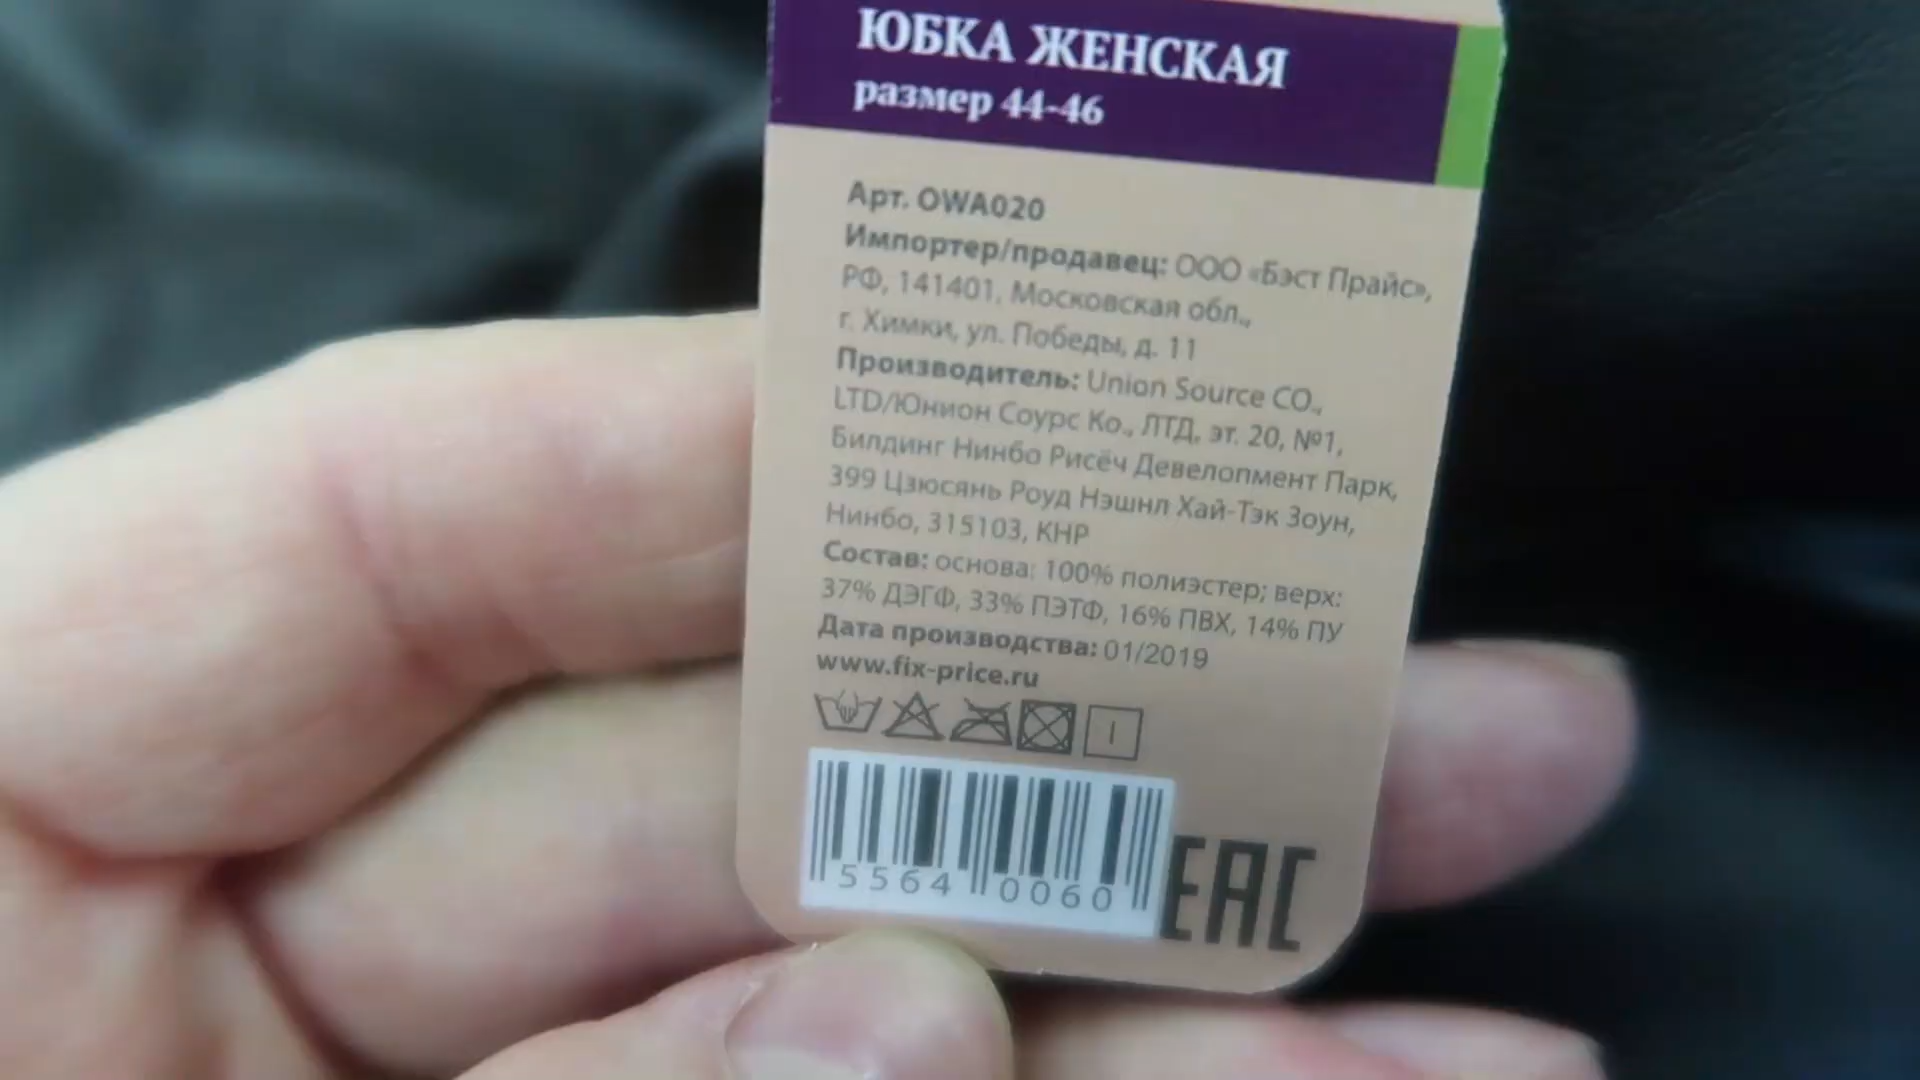 ЮБКА ЖЕНСКАЯ
размер 44-46
Арт. OWA020
Импортер/продавец: ООО «Бэст Прайс»,
РФ, 141401, Московская обл.,
г. Химки, ул. Победы, д. 11
Производитель: Union Source CO.,
LTD/Юнион Соурс Ко., ЛТД, эт. 20, №1,
Билдинг Нинбо Рисёч Девелопмент Парк,
399 Цзюсянь Роуд Нэшнл Хай-Тэк Зоун,
Нинбо, 315103, КНР
Состав: основа: 100% полиэстер; верх:
37% ДЭГФ, 33% ПЭТФ, 16% ПВХ, 14% ПУ
Дата производства: 01/2019
www.fix-price.ru
5564 0060
EAC